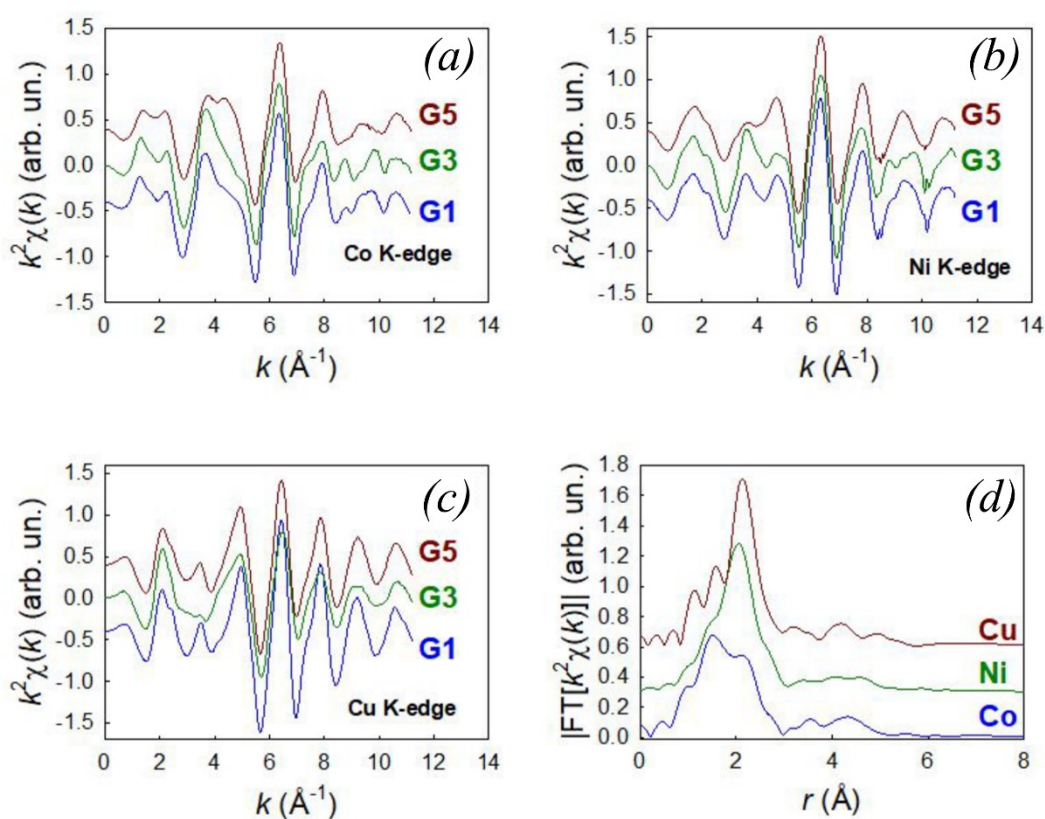 (a)
k²χ(k) (arb. un.)
1.5
1.0
0.5
0.0
-0.5
-1.0
-1.5
G5
G3
G1
Co K-edge
0 2 4 6 8 10 12 14
k (Å⁻¹)
(b)
k²χ(k) (arb. un.)
1.5
1.0
0.5
0.0
-0.5
-1.0
-1.5
G5
G3
G1
Ni K-edge
0 2 4 6 8 10 12 14
k (Å⁻¹)
(c)
k²χ(k) (arb. un.)
1.5
1.0
0.5
0.0
-0.5
-1.0
-1.5
G5
G3
G1
Cu K-edge
0 2 4 6 8 10 12 14
k (Å⁻¹)
(d)
|FT[k²χ(k)]| (arb. un.)
1.8
1.6
1.4
1.2
1.0
0.8
0.6
0.4
0.2
0.0
Cu
Ni
Co
0 2 4 6 8
r (Å)